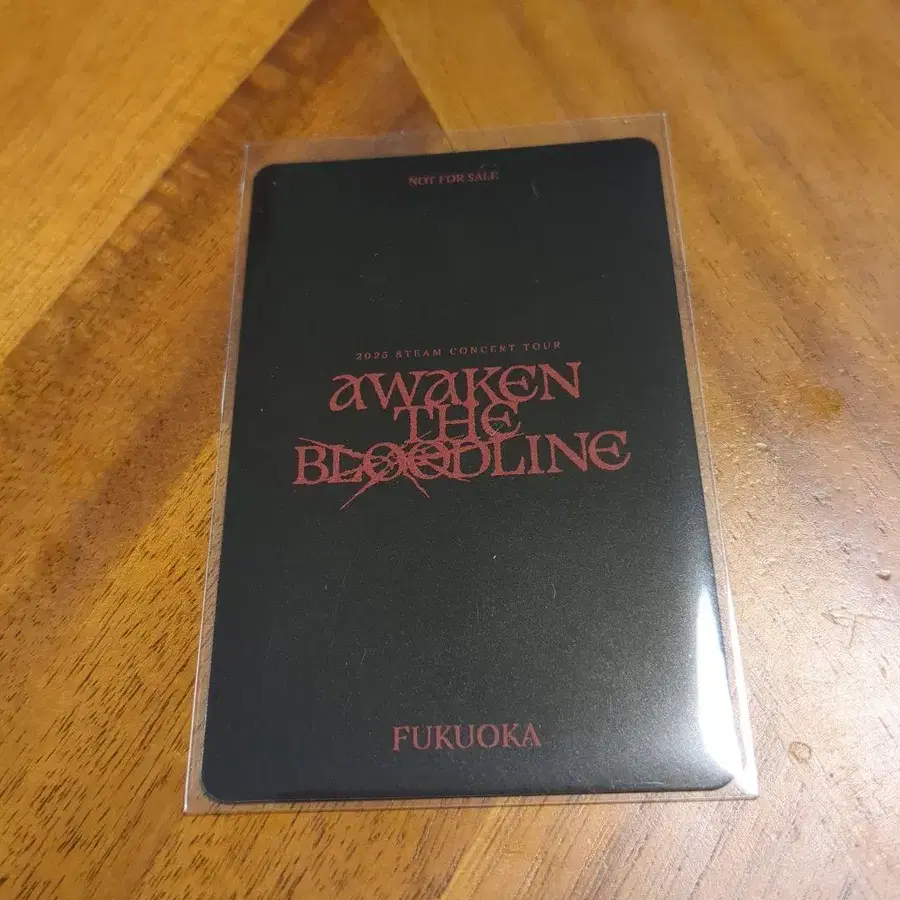 NOT FOR SALE
2025 &TEAM CONCERT TOUR
AWAKEN
THE
BLOODLINE
FUKUOKA